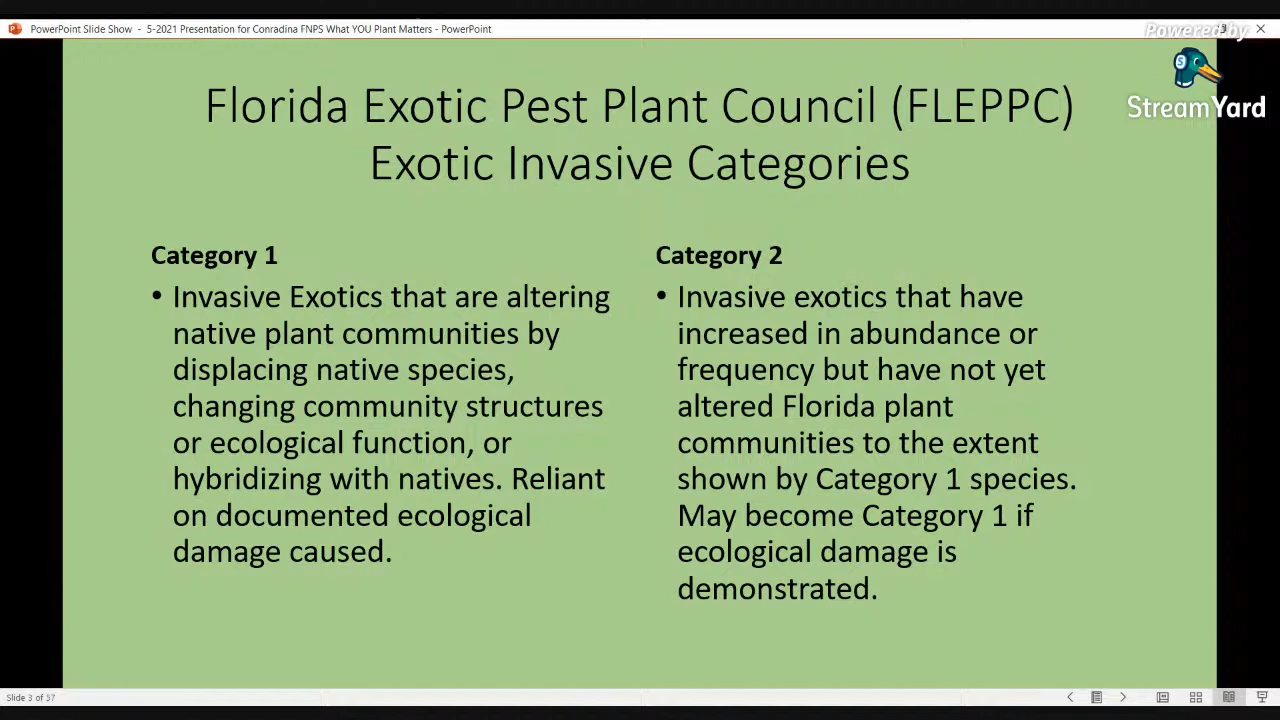 PowerPoint Slide Show - 5-2021 Presentation for Conradina FNPS What YOU Plant Matters - PowerPoint
Powered by
StreamYard
Florida Exotic Pest Plant Council (FLEPPC)
Exotic Invasive Categories
Category 1
• Invasive Exotics that are altering
native plant communities by
displacing native species,
changing community structures
or ecological function, or
hybridizing with natives. Reliant
on documented ecological
damage caused.
Category 2
• Invasive exotics that have
increased in abundance or
frequency but have not yet
altered Florida plant
communities to the extent
shown by Category 1 species.
May become Category 1 if
ecological damage is
demonstrated.
Slide 3 of 57